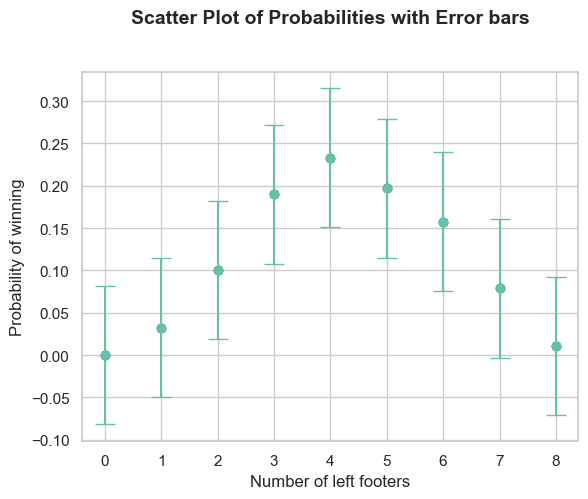 Scatter Plot of Probabilities with Error bars
0.30
0.25
0.20
0.15
0.10
0.05
0.00
−0.05
−0.10
Probability of winning
0 1 2 3 4 5 6 7 8
Number of left footers